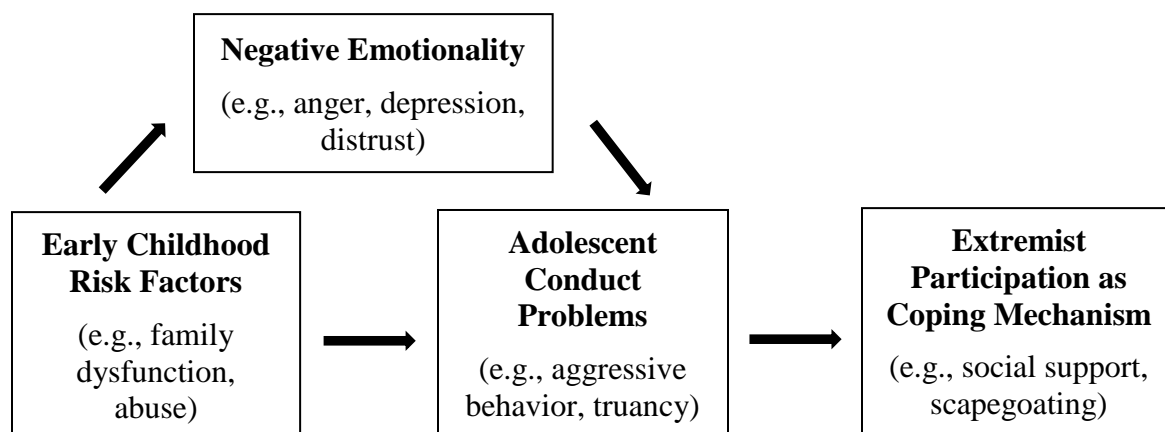 Negative Emotionality
(e.g., anger, depression,
distrust)
Early Childhood
Risk Factors
(e.g., family
dysfunction,
abuse)
Adolescent
Conduct
Problems
(e.g., aggressive
behavior, truancy)
Extremist
Participation as
Coping Mechanism
(e.g., social support,
scapegoating)